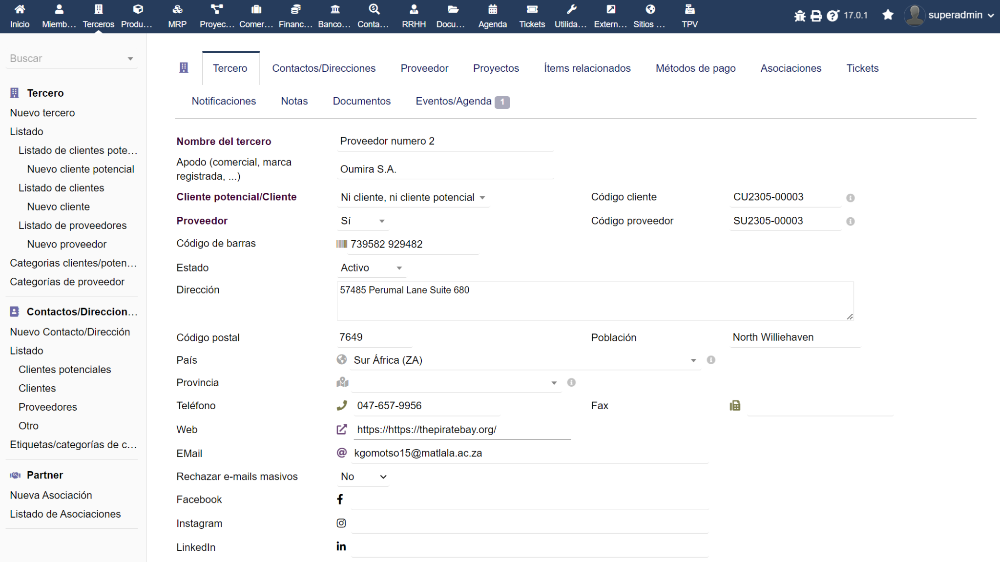 Inicio Miemb... Terceros Produ... MRP Proyec... Comer... Financ... Banco... Conta... RRHH Docu... Agenda Tickets Utilida... Extern... Sitios ... TPV 17.0.1 superadmin
Buscar
Tercero
Nuevo tercero
Listado
Listado de clientes pote...
Nuevo cliente potencial
Listado de clientes
Nuevo cliente
Listado de proveedores
Nuevo proveedor
Categorias clientes/poten...
Categorías de proveedor
Contactos/Direccion...
Nuevo Contacto/Dirección
Listado
Clientes potenciales
Clientes
Proveedores
Otro
Etiquetas/categorías de c...
Partner
Nueva Asociación
Listado de Asociaciones
Tercero Contactos/Direcciones Proveedor Proyectos Ítems relacionados Métodos de pago Asociaciones Tickets
Notificaciones Notas Documentos Eventos/Agenda 1
Nombre del tercero Proveedor numero 2
Apodo (comercial, marca
registrada, ...) Oumira S.A.
Cliente potencial/Cliente Ni cliente, ni cliente potencial Código cliente CU2305-00003
Proveedor Sí Código proveedor SU2305-00003
Código de barras 739582 929482
Estado Activo
Dirección 57485 Perumal Lane Suite 680
Código postal 7649 Población North Williehaven
País Sur África (ZA)
Provincia
Teléfono 047-657-9956 Fax
Web https://https://thepiratebay.org/
EMail kgomotso15@matlala.ac.za
Rechazar e-mails masivos No
Facebook
Instagram
LinkedIn